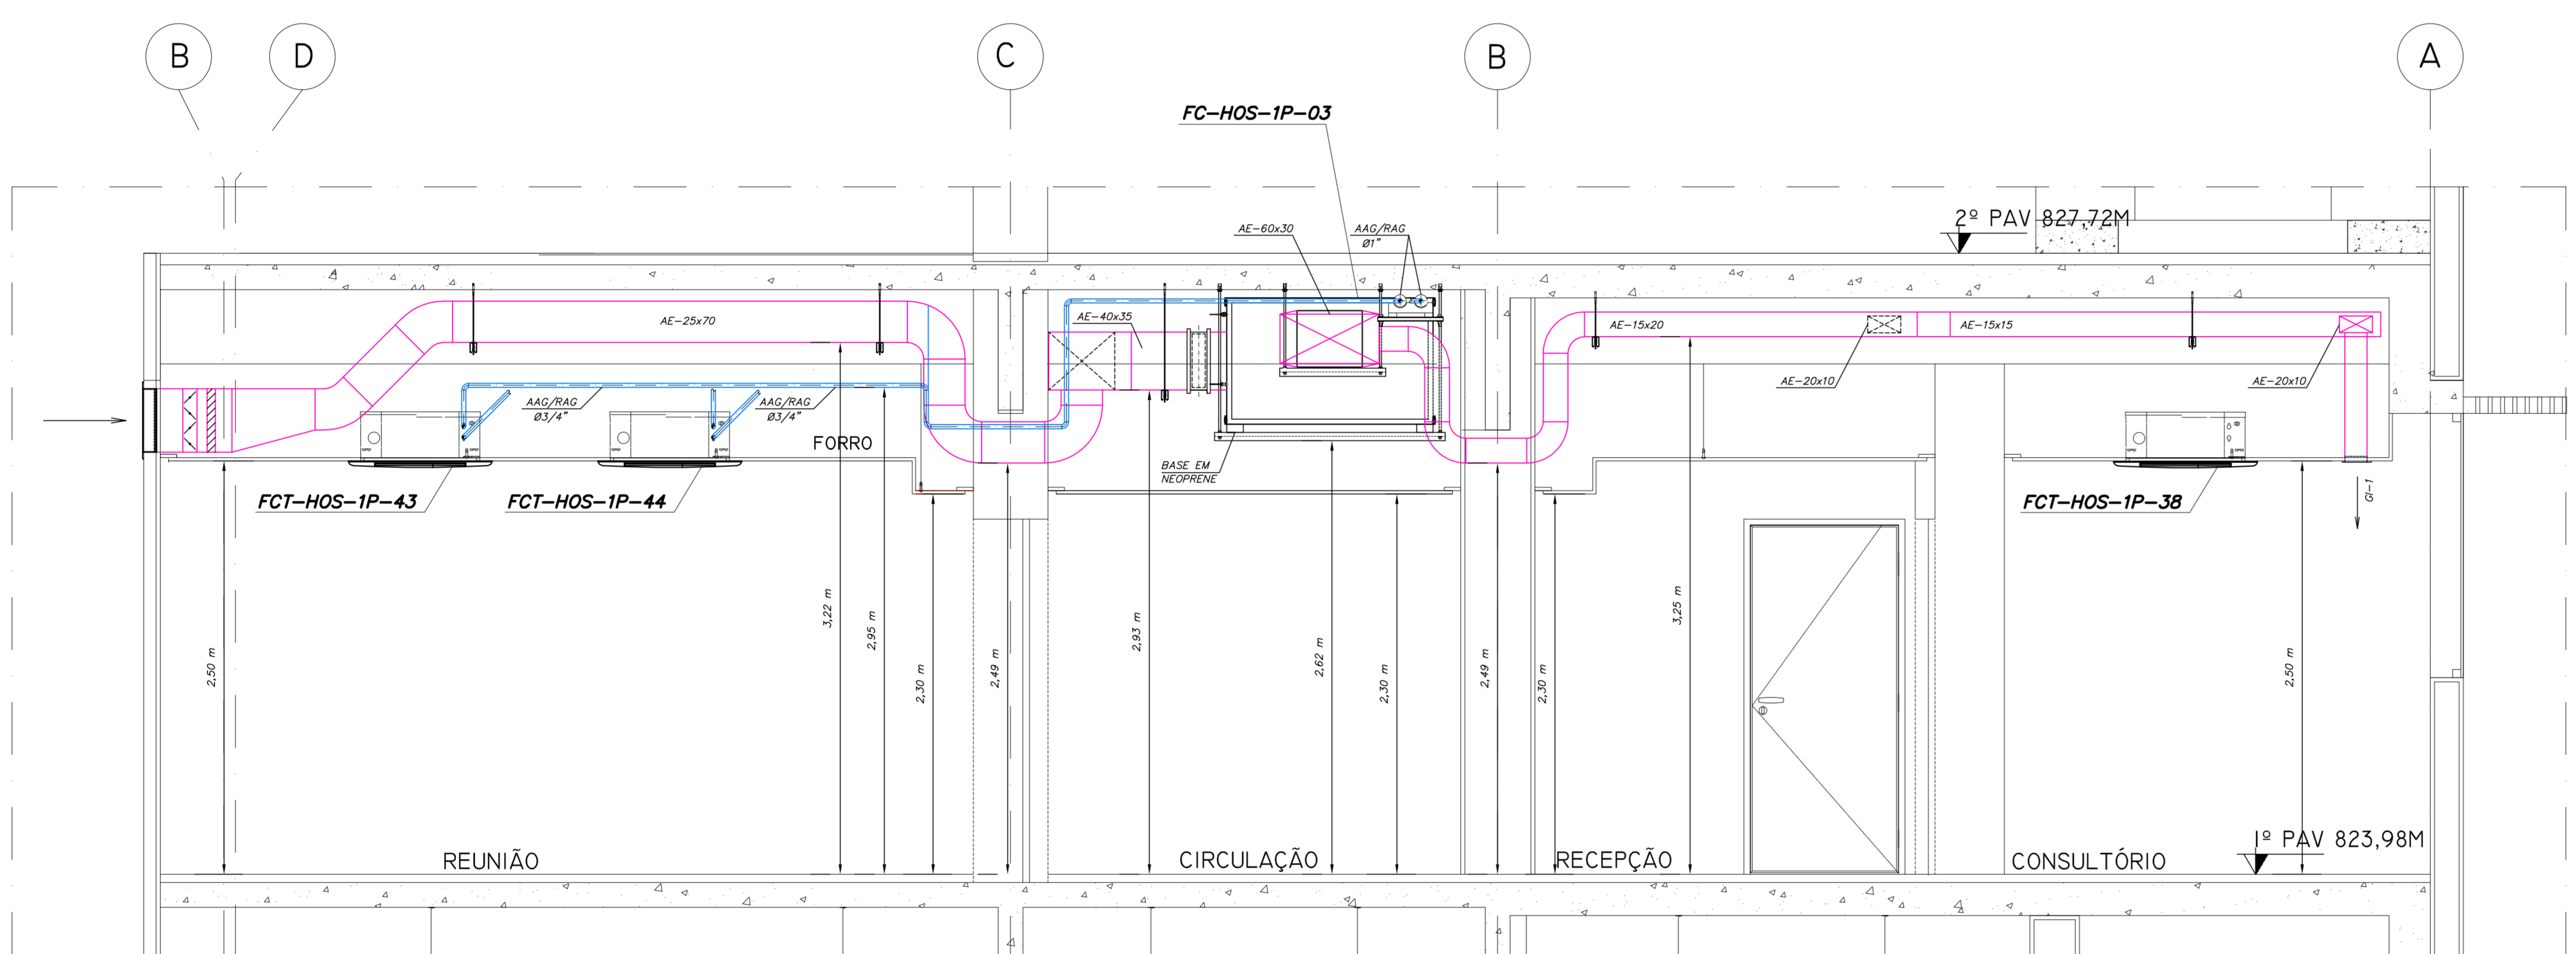 B
D
C
B
A
FC-HOS-1P-03
2º PAV 827,72M
AE-60x30
AAG/RAG
Ø1"
AE-25x70
AE-40x35
AE-15x20
AE-15x15
AE-20x10
AE-20x10
AAG/RAG
Ø3/4"
AAG/RAG
Ø3/4"
FORRO
BASE EM
NEOPRENE
FCT-HOS-1P-43
FCT-HOS-1P-44
FCT-HOS-1P-38
GI-1
2,50 m
3,22 m
2,95 m
2,30 m
2,49 m
2,93 m
2,62 m
2,30 m
2,49 m
2,30 m
3,25 m
2,50 m
1º PAV 823,98M
REUNIÃO
CIRCULAÇÃO
RECEPÇÃO
CONSULTÓRIO